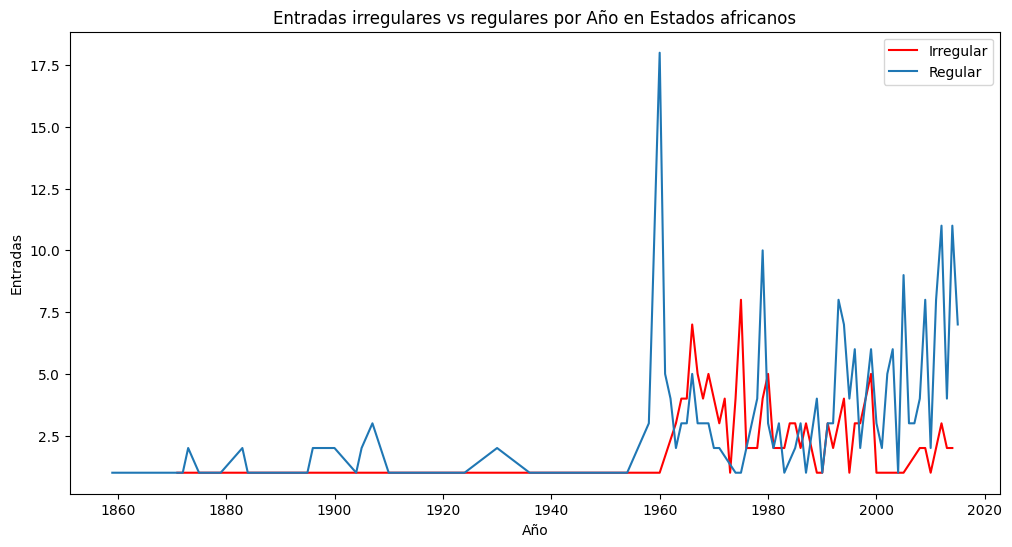 Entradas irregulares vs regulares por Año en Estados africanos
Irregular
Regular
17.5
15.0
12.5
10.0
7.5
5.0
2.5
Entradas
1860 1880 1900 1920 1940 1960 1980 2000 2020
Año